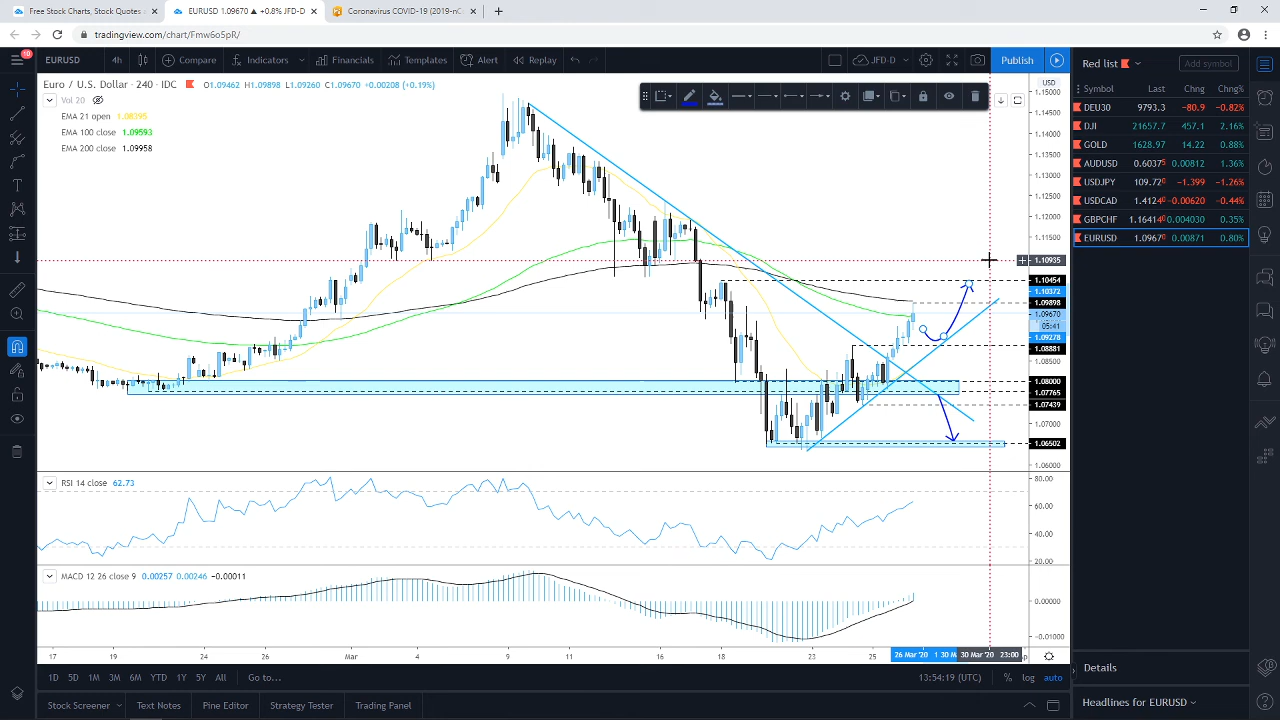 Free Stock Charts, Stock Quotes
EURUSD 1.09670 ▲ +0.8% JFD-D
Coronavirus COVID-19 (2019-nC
tradingview.com/chart/Fmw6o5pR/
10
EURUSD
4h
Compare
Indicators
Financials
Templates
Alert
Replay
JFD-D
Publish
Red list
Add symbol
Euro / U.S. Dollar · 240 · IDC
O1.09462 H1.09898 L1.09260 C1.09670 +0.00208 (+0.19%)
Vol 20
EMA 21 open 1.08395
EMA 100 close 1.09593
EMA 200 close 1.09958
USD
1.15000
1.14500
1.14000
1.13500
1.13000
1.12500
1.12000
1.11500
1.10935
1.10454
1.10372
1.09898
1.09670
05:41
1.09278
1.08881
1.08500
1.08000
1.07765
1.07439
1.07000
1.06502
1.06000
Symbol Last Chng Chng%
DEU30 9793.3 -80.9 -0.82%
DJI 21657.7 457.1 2.16%
GOLD 1628.97 14.22 0.88%
AUDUSD 0.60375 0.00812 1.36%
USDJPY 109.720 -1.399 -1.26%
USDCAD 1.41240 -0.00620 -0.44%
GBPCHF 1.164140 0.004030 0.35%
EURUSD 1.09670 0.00871 0.80%
RSI 14 close 62.73
80.00
60.00
40.00
20.00
MACD 12 26 close 9 0.00257 0.00246 −0.00011
0.00000
-0.01000
17 19 24 26 Mar 4 9 11 16 18 23 25 26 Mar '20 1 30 M 30 Mar '20 23:00
1D 5D 1M 3M 6M YTD 1Y 5Y All Go to...
13:54:19 (UTC) % log auto
Details
Stock Screener Text Notes Pine Editor Strategy Tester Trading Panel
Headlines for EURUSD